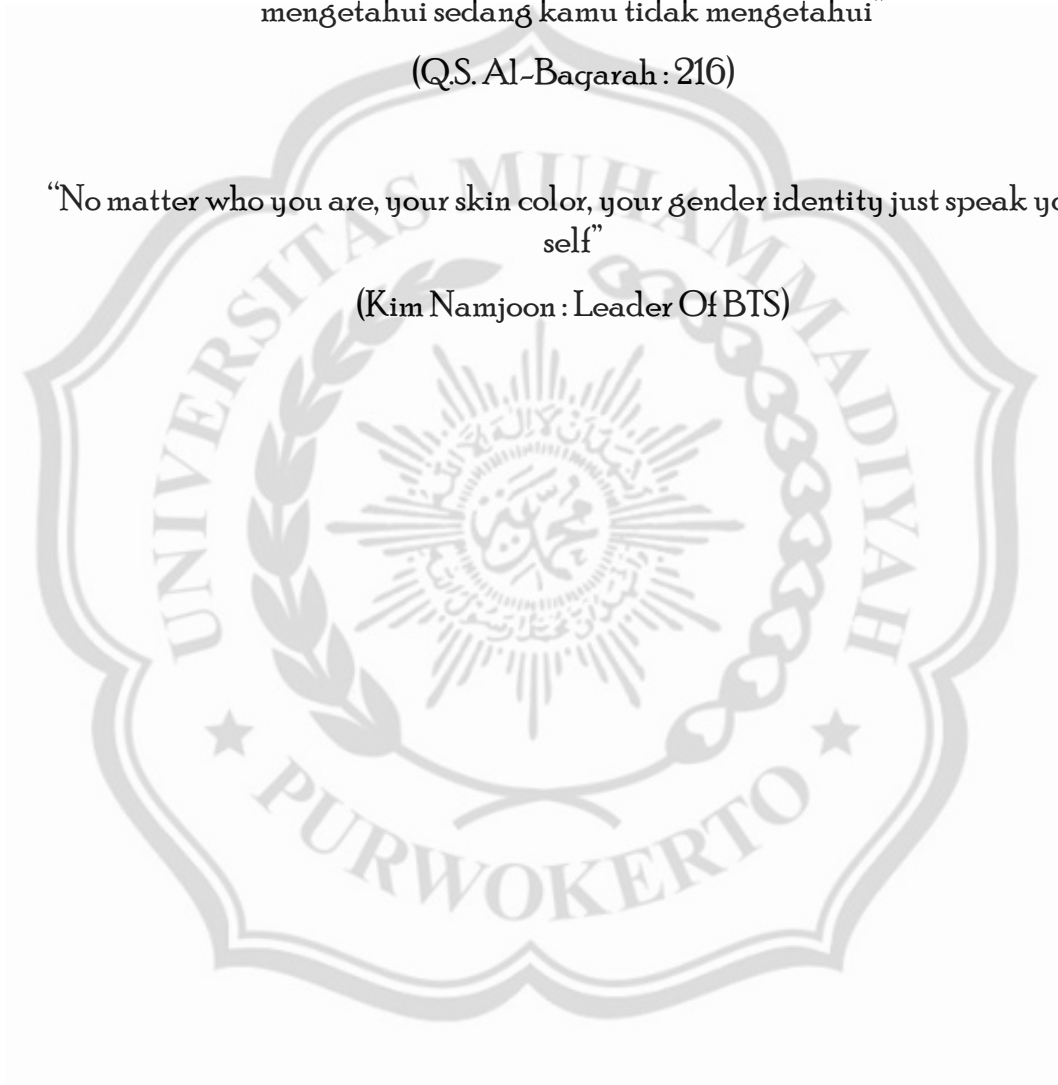 mengetahui sedang kamu tidak mengetahui"
(Q.S. Al-Baqarah : 216)
“No matter who you are, your skin color, your gender identity just speak yo
self”
(Kim Namjoon : Leader Of BTS)
UNIVERSITAS MUHAMMADIYAH
PURWOKERTO